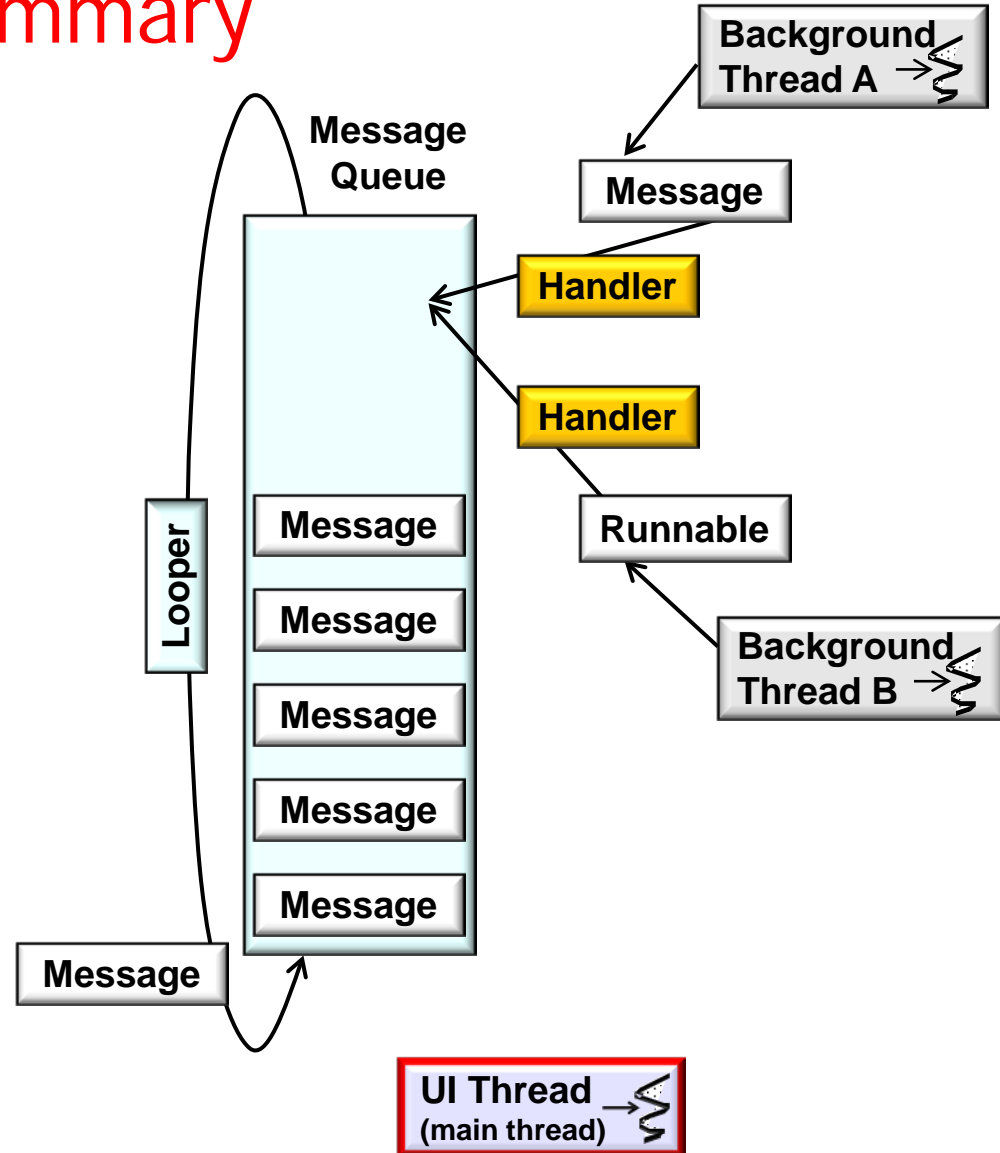 mmary
Background
Thread A
Message
Queue
Message
Handler
Handler
Message
Runnable
Looper
Message
Background
Thread B
Message
Message
Message
Message
UI Thread
(main thread)